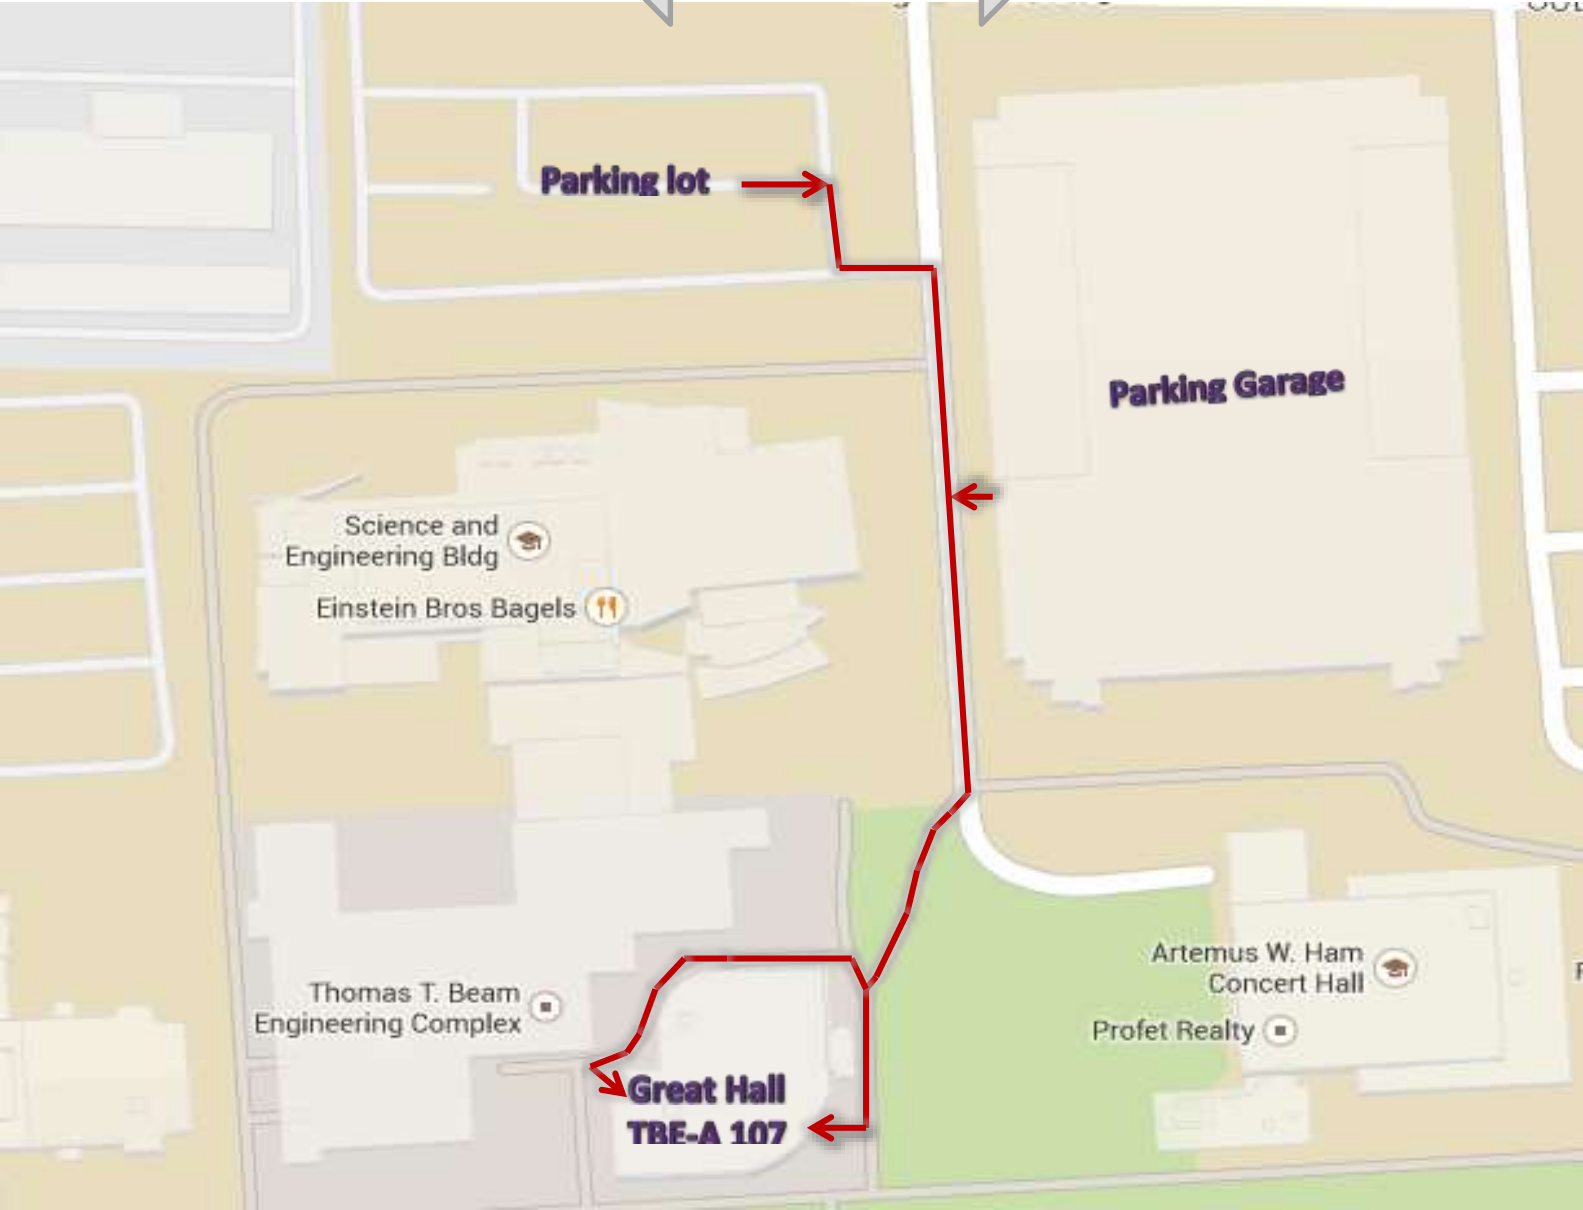 Parking lot
Parking Garage
Science and
Engineering Bldg
Einstein Bros Bagels
Artemus W. Ham
Concert Hall
Thomas T. Beam
Engineering Complex
Profet Realty
Great Hall
TBE-A 107